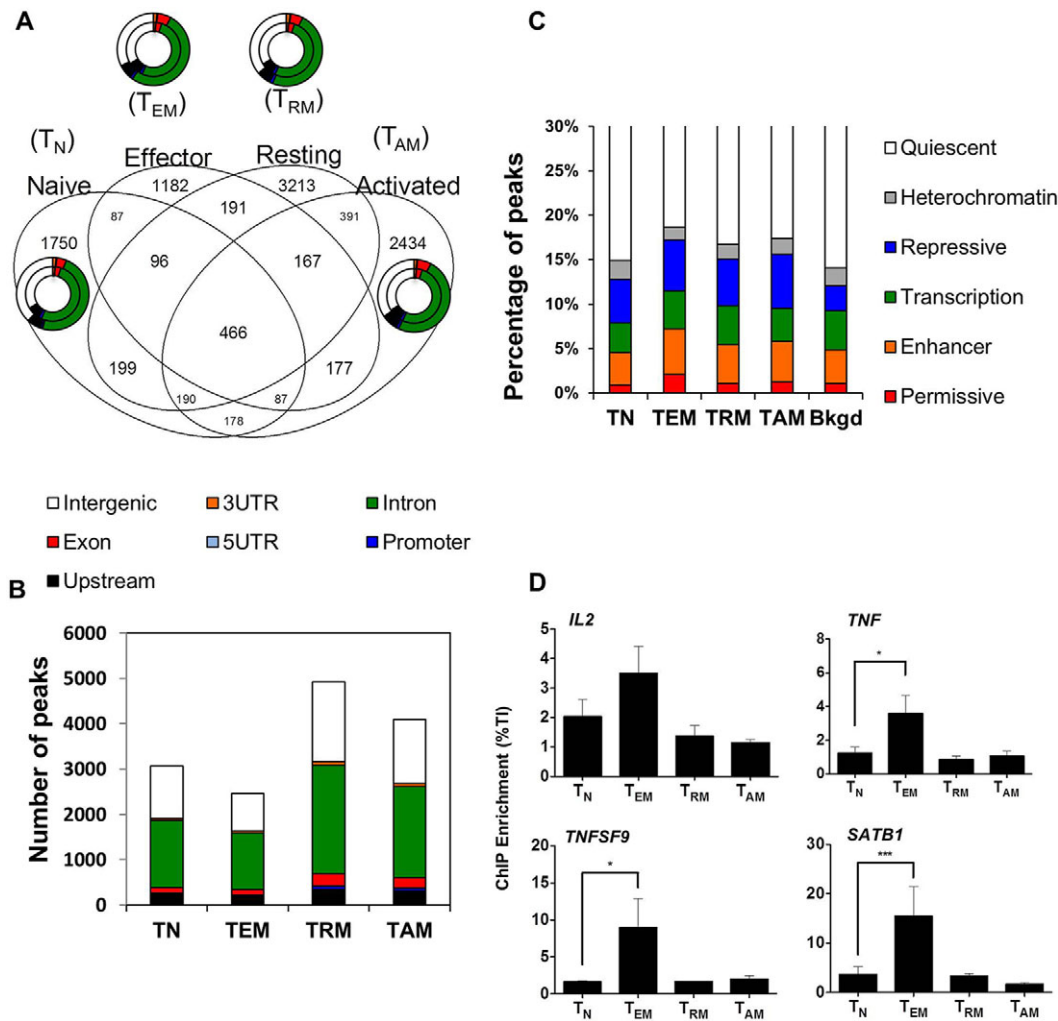 A
(TEM)
(TRM)
(TN)
(TAM)
Naive
Effector
Resting
Activated
1182
3213
87
191
391
1750
96
167
2434
466
199
177
190
87
178
Intergenic
3UTR
Intron
Exon
5UTR
Promoter
Upstream
B
Number of peaks
6000
5000
4000
3000
2000
1000
0
TN
TEM
TRM
TAM
C
Percentage of peaks
30%
25%
20%
15%
10%
5%
0%
TN
TEM
TRM
TAM
Bkgd
Quiescent
Heterochromatin
Repressive
Transcription
Enhancer
Permissive
D
ChIP Enrichment (%TI)
IL2
5
4
3
2
1
0
TN
TEM
TRM
TAM
TNF
8
6
4
2
0
*
TN
TEM
TRM
TAM
TNFSF9
20
15
10
5
0
*
TN
TEM
TRM
TAM
SATB1
30
20
10
0
***
TN
TEM
TRM
TAM